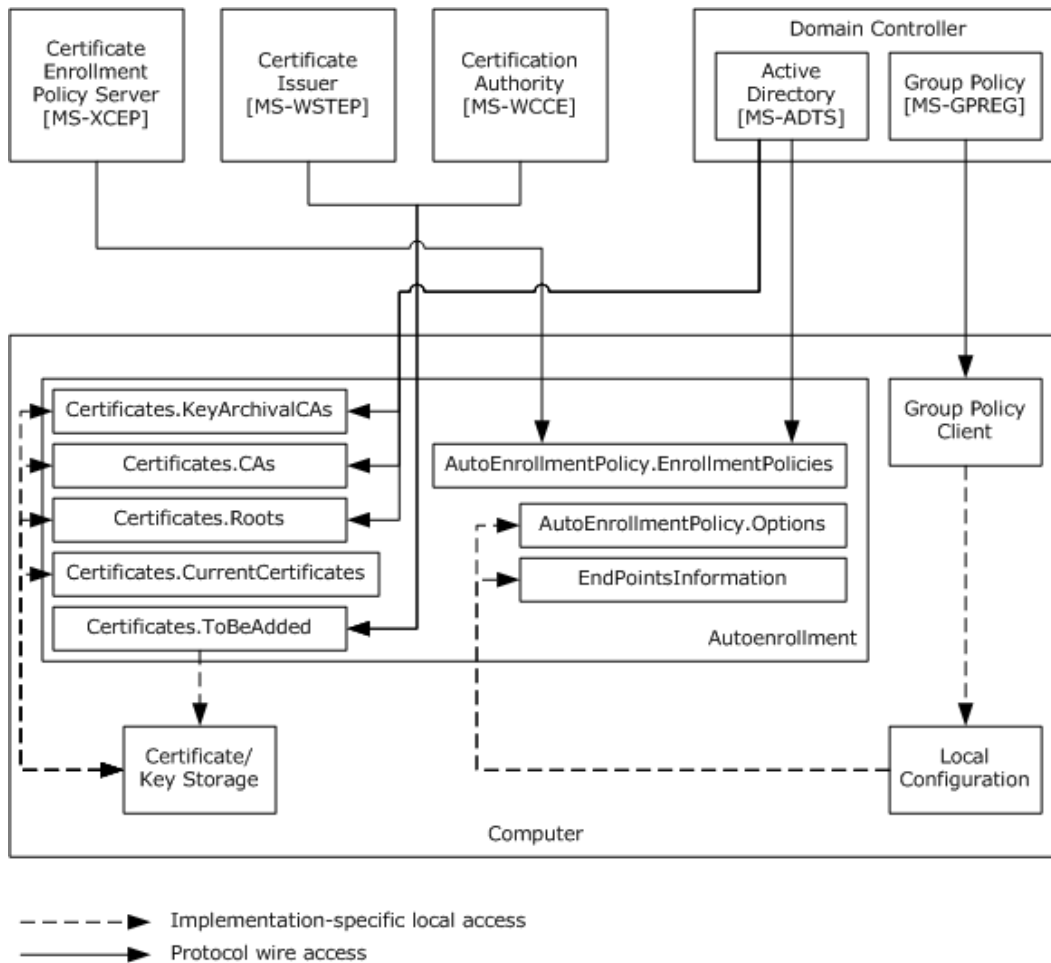 Certificate
Enrollment
Policy Server
[MS-XCEP]
Certificate
Issuer
[MS-WSTEP]
Certification
Authority
[MS-WCCE]
Domain Controller
Active
Directory
[MS-ADTS]
Group Policy
[MS-GPREG]
Certificates.KeyArchivalCAs
Certificates.CAs
Certificates.Roots
Certificates.CurrentCertificates
Certificates.ToBeAdded
AutoEnrollmentPolicy.EnrollmentPolicies
AutoEnrollmentPolicy.Options
EndPointsInformation
Autoenrollment
Group Policy
Client
Certificate/
Key Storage
Local
Configuration
Computer
Implementation-specific local access
Protocol wire access